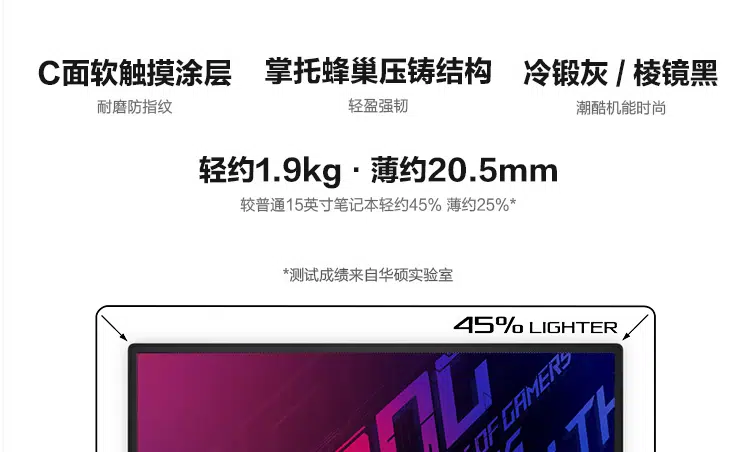 C面软触摸涂层 掌托蜂巢压铸结构 冷锻灰 / 棱镜黑
耐磨防指纹 轻盈强韧 潮酷机能时尚
轻约1.9kg · 薄约20.5mm
较普通15英寸笔记本轻约45% 薄约25%*
*测试成绩来自华硕实验室
45% LIGHTER
OF GAMERS